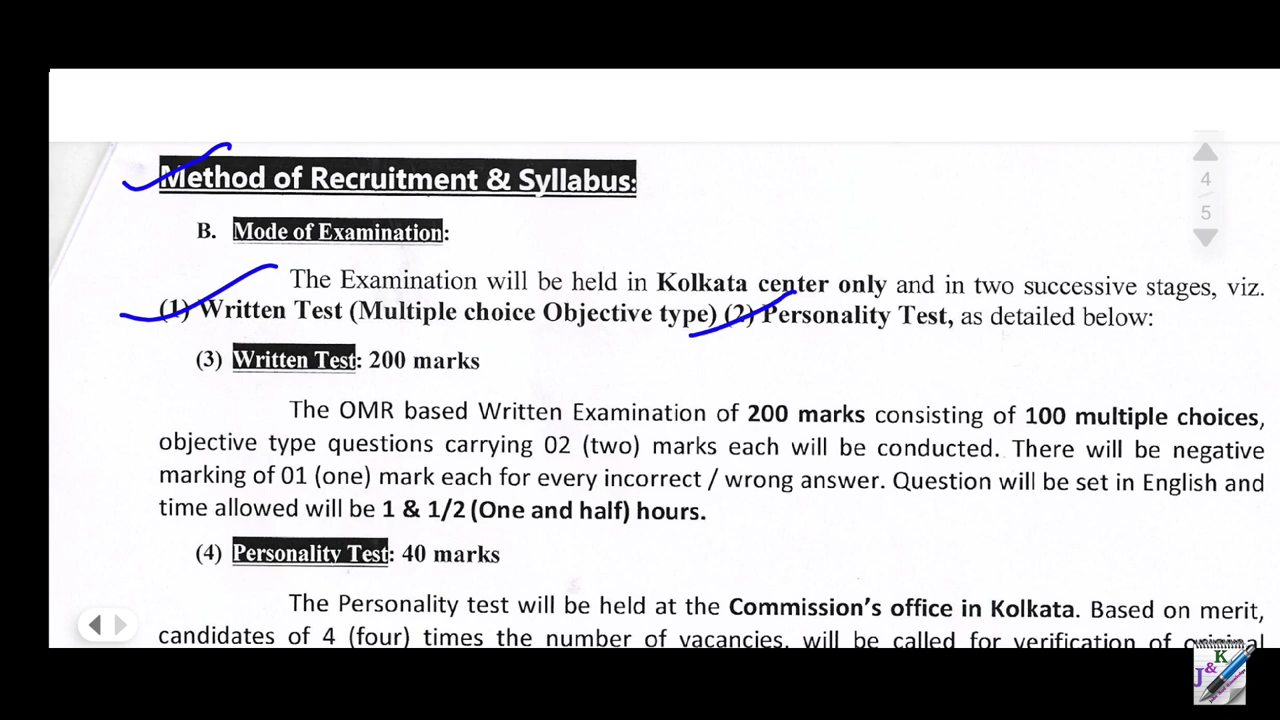 Method of Recruitment & Syllabus:
B. Mode of Examination:
The Examination will be held in Kolkata center only and in two successive stages, viz.
(1) Written Test (Multiple choice Objective type) (2) Personality Test, as detailed below:
(3) Written Test: 200 marks
The OMR based Written Examination of 200 marks consisting of 100 multiple choices,
objective type questions carrying 02 (two) marks each will be conducted. There will be negative
marking of 01 (one) mark each for every incorrect / wrong answer. Question will be set in English and
time allowed will be 1 & 1/2 (One and half) hours.
(4) Personality Test: 40 marks
The Personality test will be held at the Commission's office in Kolkata. Based on merit,
candidates of 4 (four) times the number of vacancies, will be called for verification of original
4
5
J&K